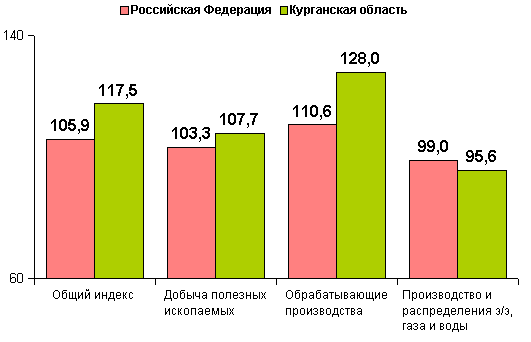 Российская Федерация Курганская область
140
128,0
117,5
110,6
107,7
105,9
103,3
99,0
95,6
60
Общий индекс
Добыча полезных
ископаемых
Обрабатывающие
производства
Производство и
распределения э/э,
газа и воды